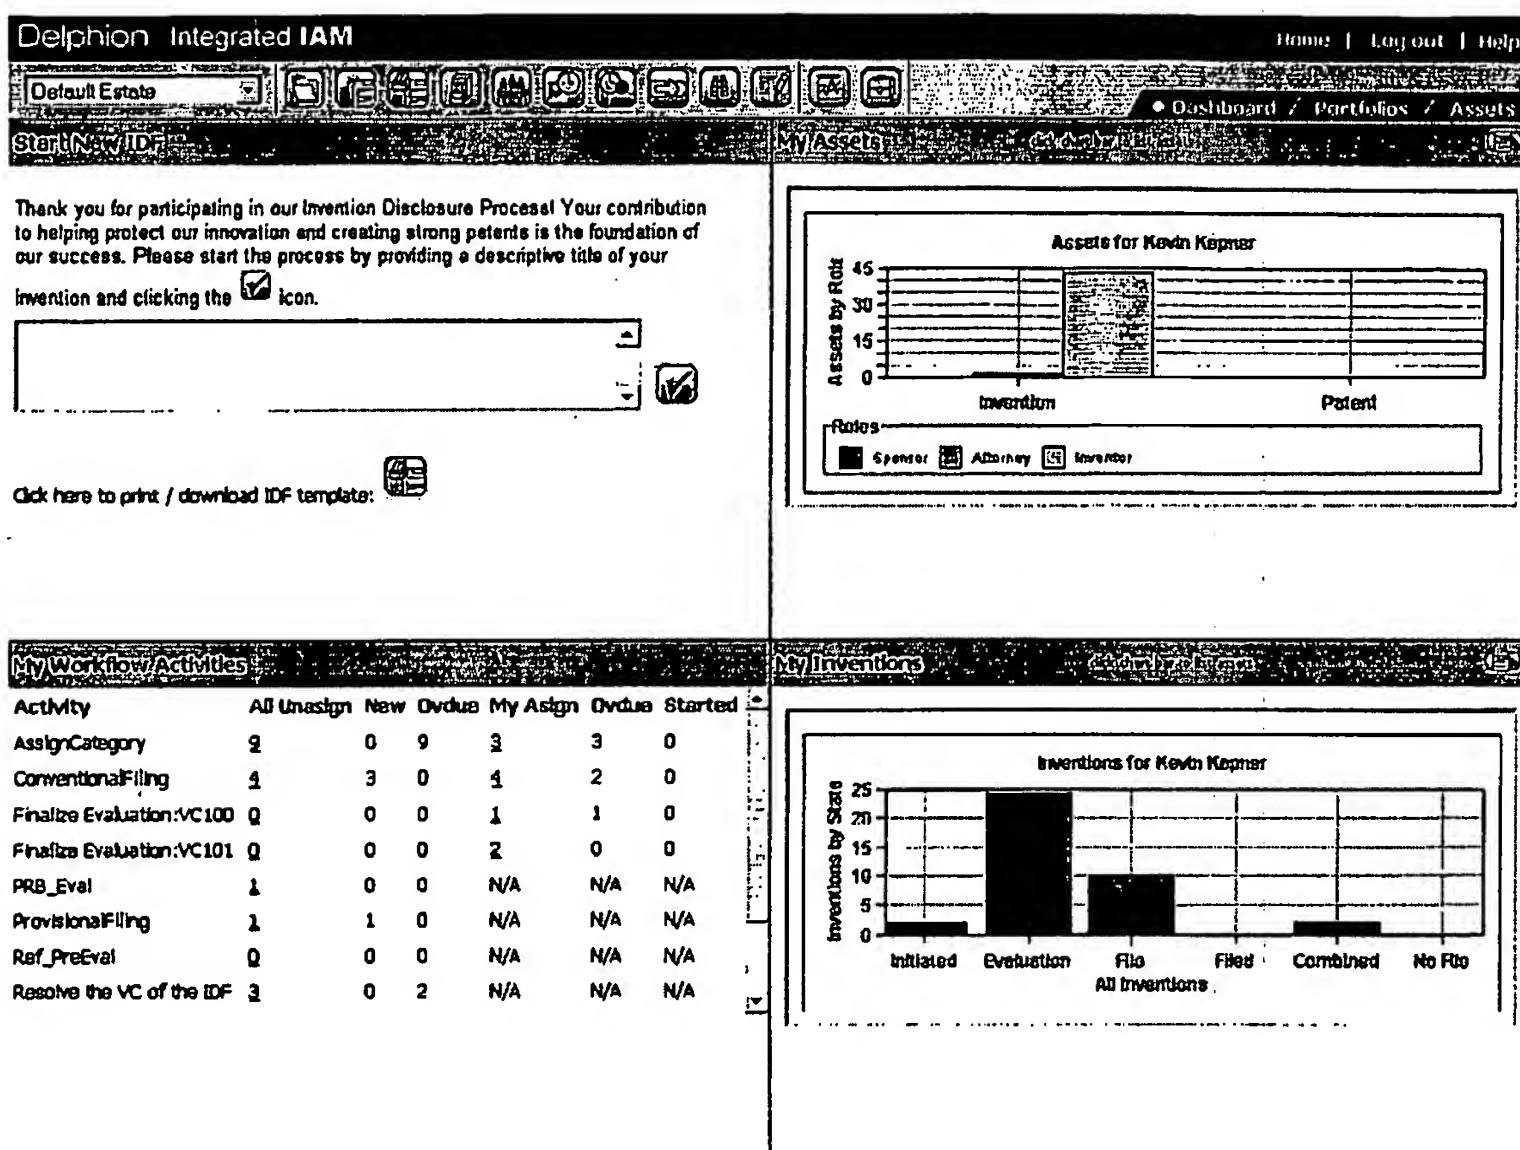 Delphion Integrated IAM
Home | Log out | Help
Default Estate
Dashboard / Portfolios / Assets
Start New IDF
Thank you for participating in our Invention Disclosure Process! Your contribution
to helping protect our innovation and creating strong patents is the foundation of
our success. Please start the process by providing a descriptive title of your
invention and clicking the icon.
Click here to print / download IDF template:
My Assets
Assets for Kevin Kepner
Assets by Role
45
30
15
0
Invention Patent
Roles
Sponsor Attorney Inventor
My Workflow Activities
Activity All Unasign New Ovdue My Asign Ovdue Started
AssignCategory 9 0 9 3 3 0
ConventionalFiling 4 3 0 4 2 0
Finalize Evaluation:VC100 0 0 0 1 1 0
Finalize Evaluation:VC101 0 0 0 2 0 0
PRB_Eval 1 0 0 N/A N/A N/A
ProvisionalFiling 1 1 0 N/A N/A N/A
Ref_PreEval 0 0 0 N/A N/A N/A
Resolve the VC of the IDF 3 0 2 N/A N/A N/A
My Inventions
Inventions for Kevin Kepner
Inventions by State
25
20
15
10
5
0
Initiated Evaluation File Filed Combined No File
All Inventions